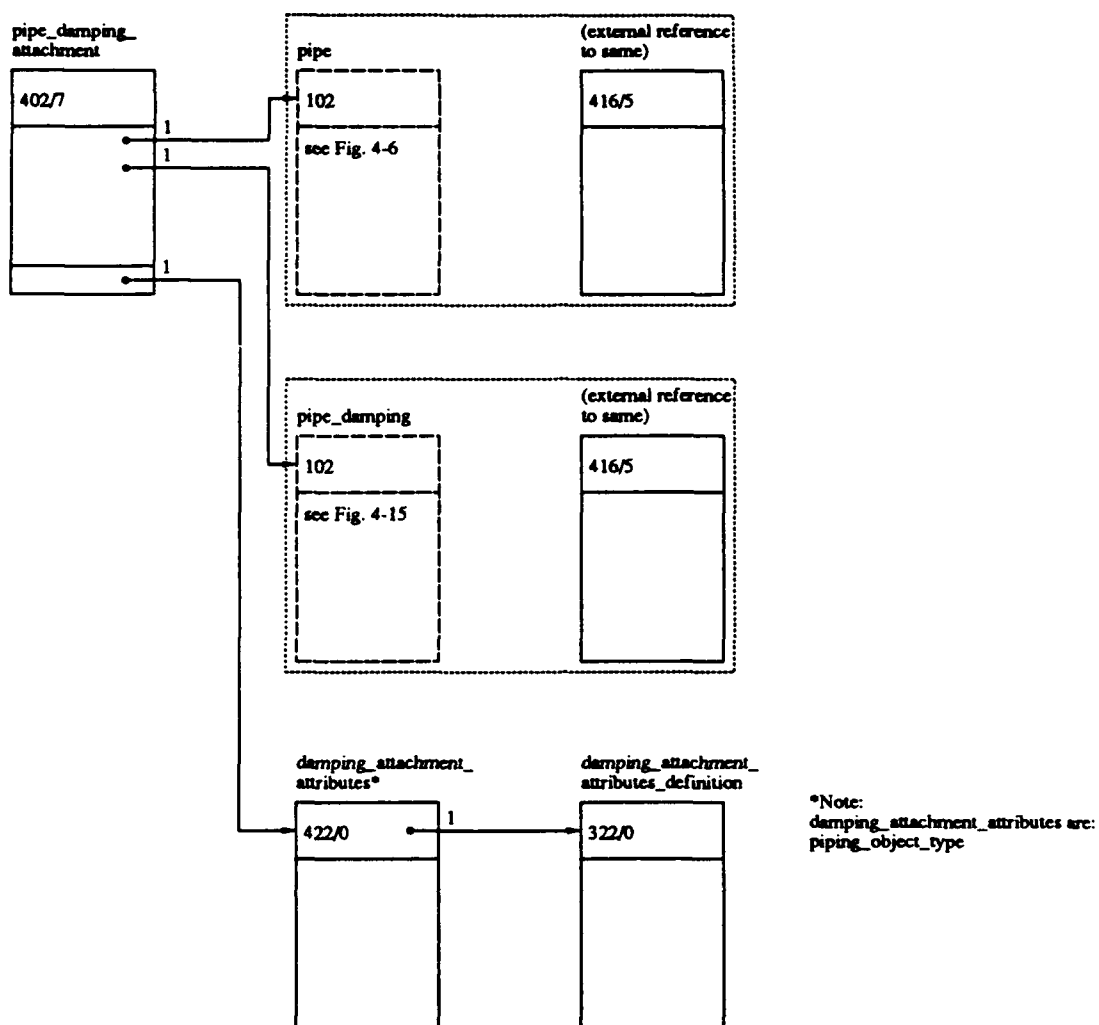 pipe_damping_
attachment
402/7
1
1
1
pipe
102
see Fig. 4-6
(external reference
to same)
416/5
pipe_damping
102
see Fig. 4-15
(external reference
to same)
416/5
damping_attachment_
attributes*
422/0
1
damping_attachment_
attributes_definition
322/0
*Note:
damping_attachment_attributes are:
piping_object_type